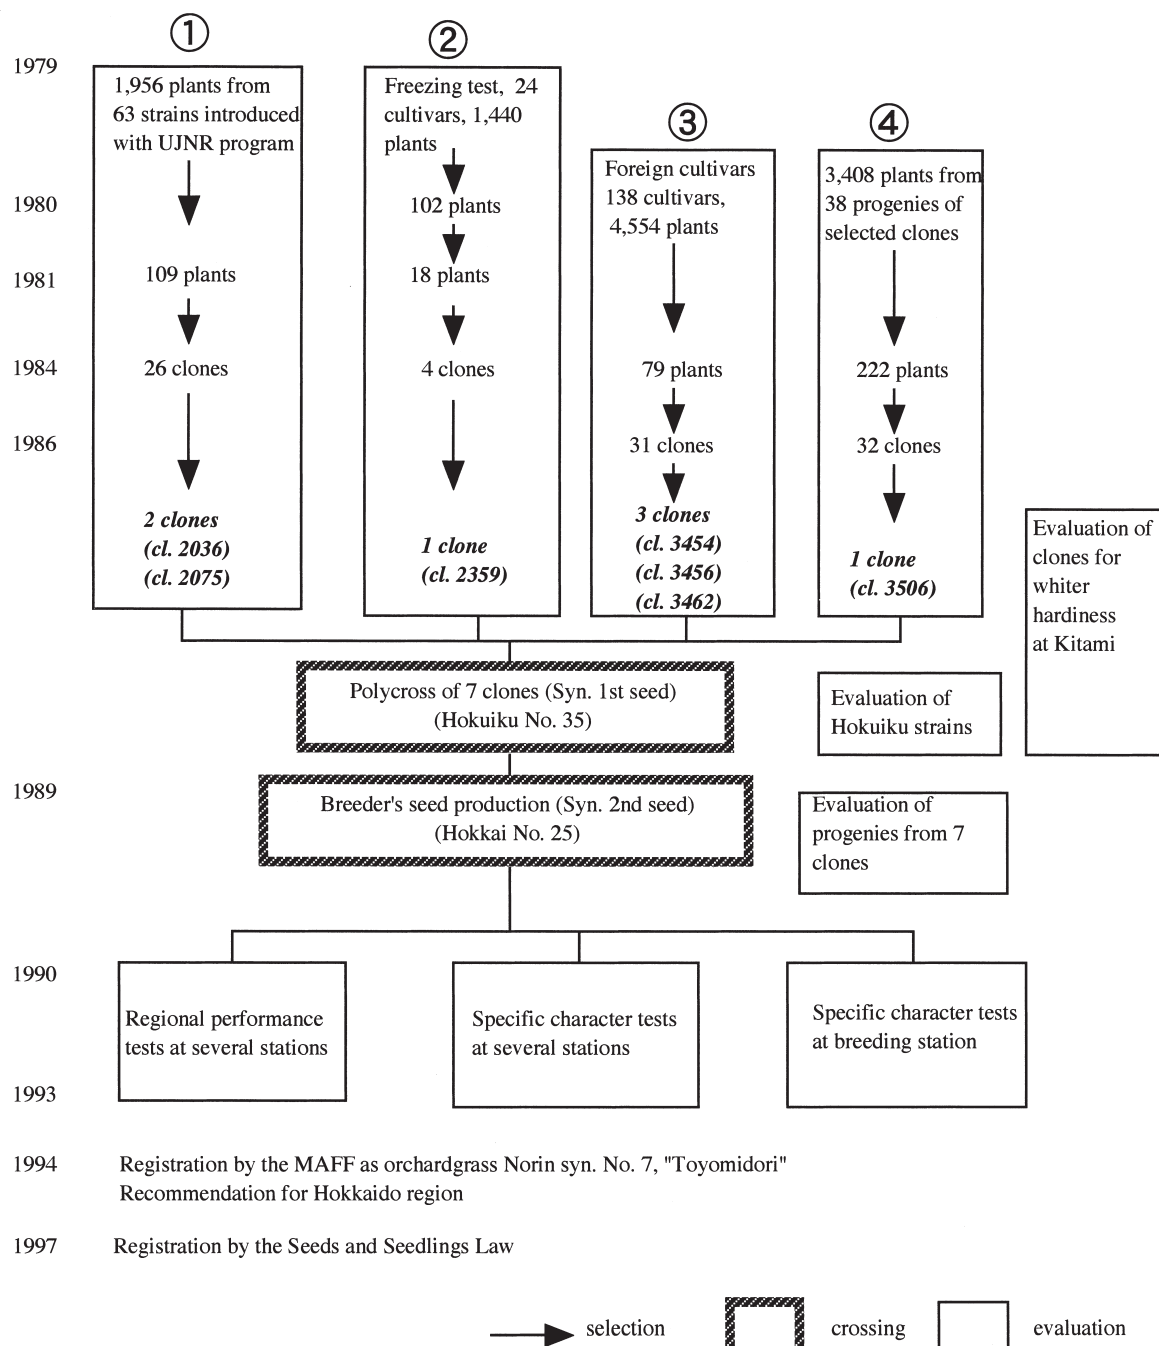 ①
1979
1,956 plants from
63 strains introduced
with UJNR program
109 plants
26 clones
2 clones
(cl. 2036)
(cl. 2075)
②
Freezing test, 24
cultivars, 1,440
plants
102 plants
18 plants
4 clones
1 clone
(cl. 2359)
③
Foreign cultivars
138 cultivars,
4,554 plants
79 plants
31 clones
3 clones
(cl. 3454)
(cl. 3456)
(cl. 3462)
④
3,408 plants from
38 progenies of
selected clones
222 plants
32 clones
1 clone
(cl. 3506)
1980
1981
1984
1986
Evaluation of
clones for
whiter
hardiness
at Kitami
Polycross of 7 clones (Syn. 1st seed)
(Hokuiku No. 35)
Evaluation of
Hokuiku strains
1989
Breeder's seed production (Syn. 2nd seed)
(Hokkai No. 25)
Evaluation of
progenies from 7
clones
1990
Regional performance
tests at several stations
Specific character tests
at several stations
Specific character tests
at breeding station
1993
1994
Registration by the MAFF as orchardgrass Norin syn. No. 7, "Toyomidori"
Recommendation for Hokkaido region
1997
Registration by the Seeds and Seedlings Law
selection
crossing
evaluation